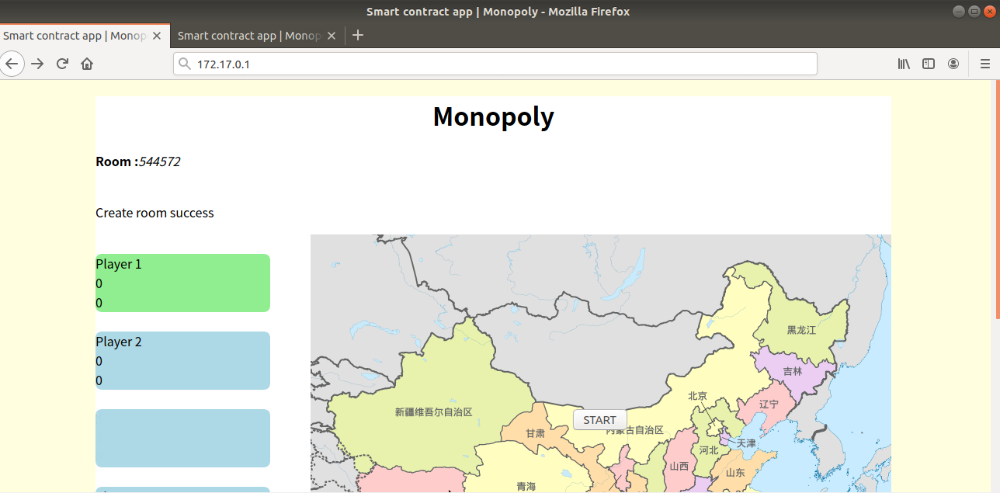 Smart contract app | Monopoly - Mozilla Firefox
Smart contract app | Monop
Smart contract app | Monop
172.17.0.1
Monopoly
Room :544572
Create room success
Player 1
0
0
Player 2
0
0
黑龙江
吉林
北京
辽宁
新疆维吾尔自治区
START
内蒙古自治区
甘肃
天津
河北
山西
山东
青海